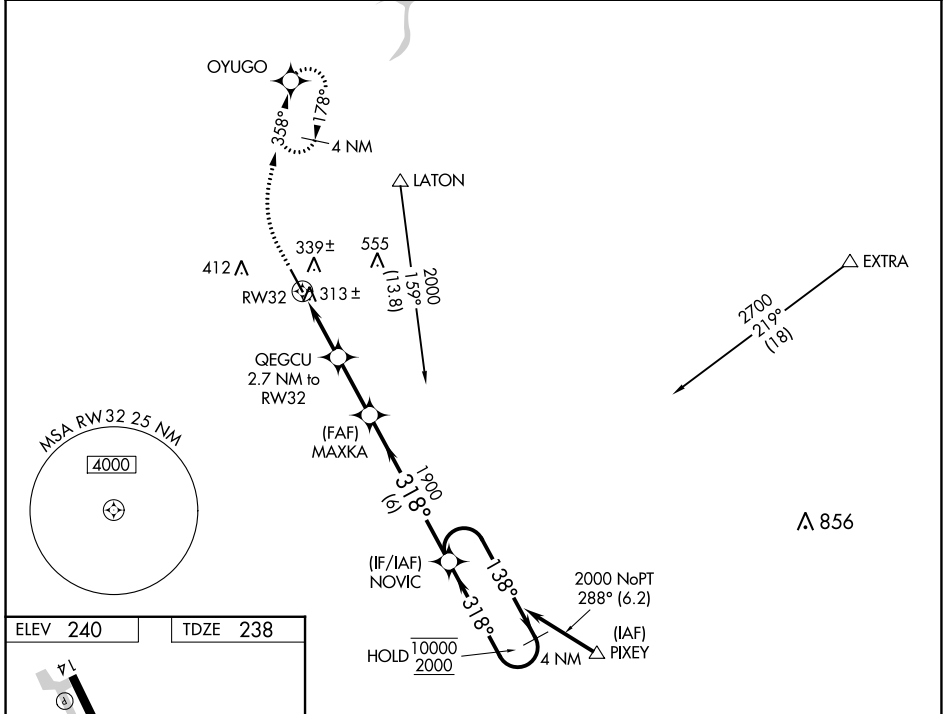 OYUGO
358°
178°
4 NM
LATON
2000
159°
(13.8)
EXTRA
2700
219°
(18)
412
339±
555
RW32
313±
QEGCU
2.7 NM to
RW32
(FAF)
MAXKA
MSA RW32 25 NM
4000
1900
318°
(6)
856
(IF/IAF)
NOVIC
138°
318°
2000 NoPT
288° (6.2)
(IAF)
PIXEY
HOLD 10000
2000
4 NM
ELEV 240
TDZE 238
14
P